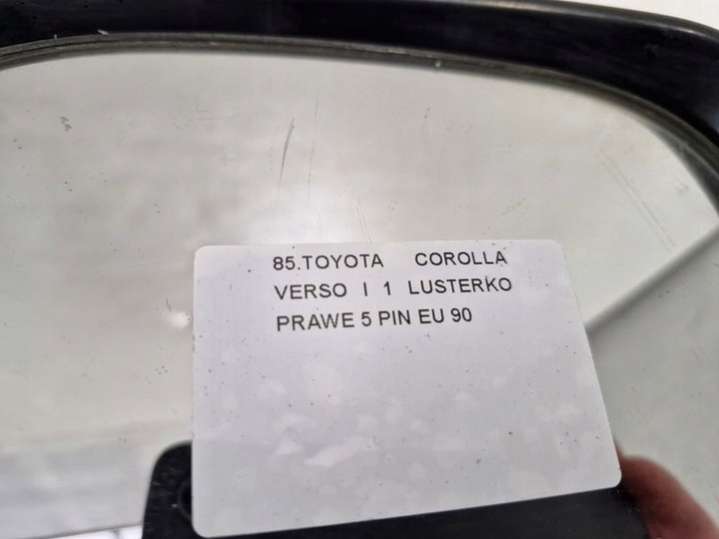 85.TOYOTA COROLLA
VERSO I 1 LUSTERKO
PRAWE 5 PIN EU 90